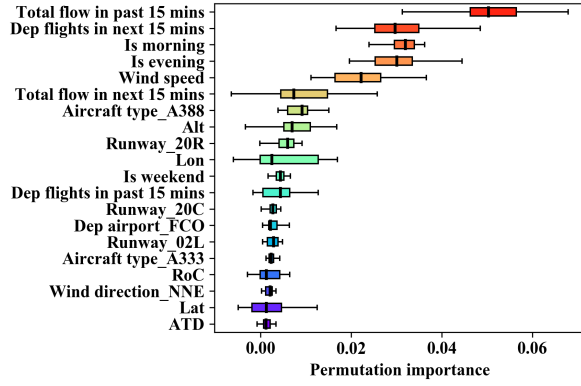 Total flow in past 15 mins
Dep flights in next 15 mins
Is morning
Is evening
Wind speed
Total flow in next 15 mins
Aircraft type_A388
Alt
Runway_20R
Lon
Is weekend
Dep flights in past 15 mins
Runway_20C
Dep airport_FCO
Runway_02L
Aircraft type_A333
RoC
Wind direction_NNE
Lat
ATD
0.00 0.02 0.04 0.06
Permutation importance